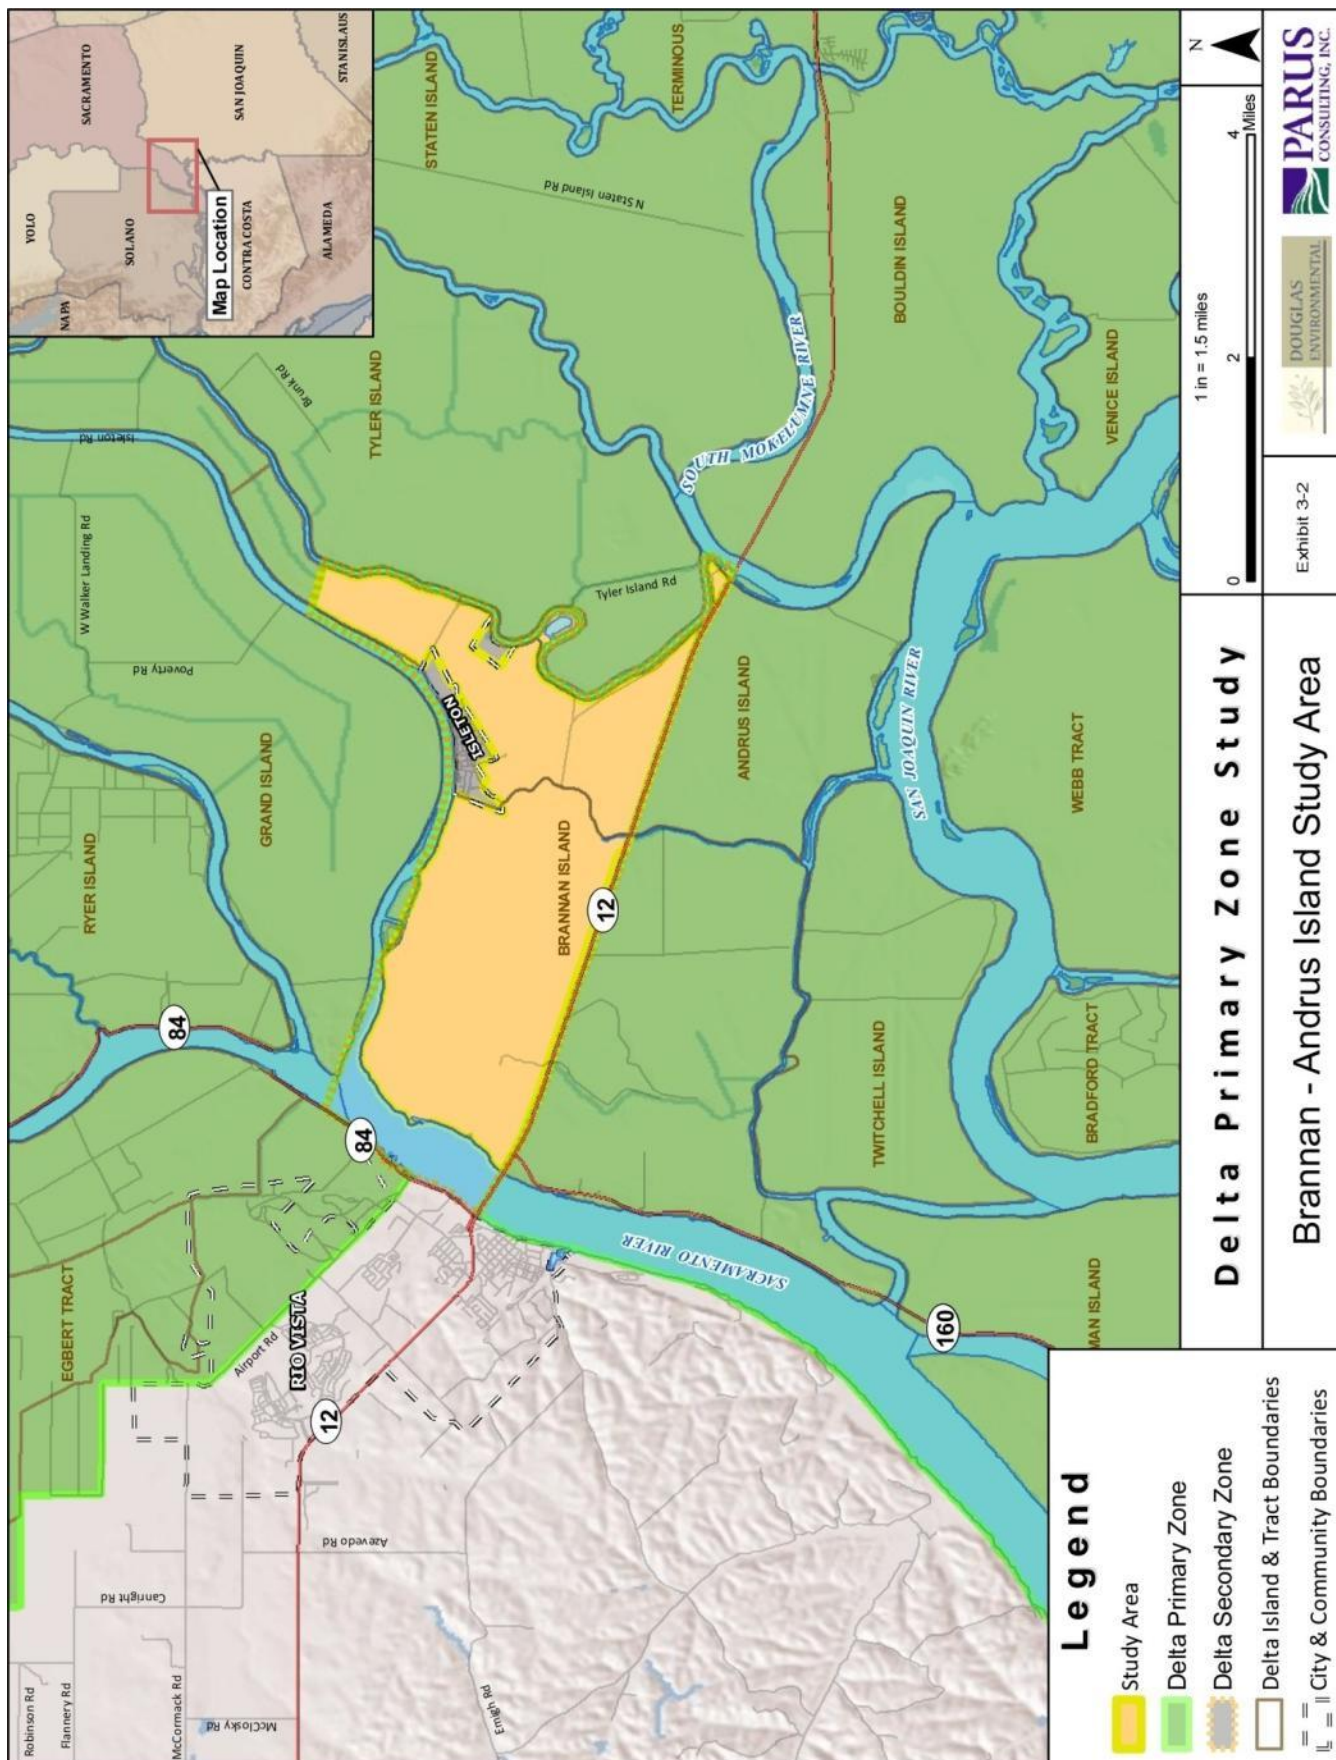 YOLO
NAPA
SACRAMENTO
SOLANO
SAN JOAQUIN
CONTRA COSTA
ALAMEDA
STANISLAUS
Map Location
Robinson Rd
Flannery Rd
McCormack Rd
Canright Rd
McClosky Rd
Azevedo Rd
Emigh Rd
Airport Rd
EGBERT TRACT
RIO VISTA
12
84
84
RYER ISLAND
GRAND ISLAND
W Walker Landing Rd
Poverty Rd
Isleton Rd
Brunk Rd
TYLER ISLAND
STATEN ISLAND
N Staten Island Rd
TERMINOUS
ISLETON
BRANNAN ISLAND
12
Tyler Island Rd
SOUTH MOKELUMNE RIVER
BOULDIN ISLAND
ANDRUS ISLAND
SACRAMENTO RIVER
SAN JOAQUIN RIVER
TWITCHELL ISLAND
160
MAN ISLAND
BRADFORD TRACT
WEBB TRACT
VENICE ISLAND
Legend
Study Area
Delta Primary Zone
Delta Secondary Zone
Delta Island & Tract Boundaries
City & Community Boundaries
Delta Primary Zone Study
Brannan - Andrus Island Study Area
1 in = 1.5 miles
0 2 4
Miles
N
Exhibit 3-2
DOUGLAS
ENVIRONMENTAL
PARUS
CONSULTING, INC.